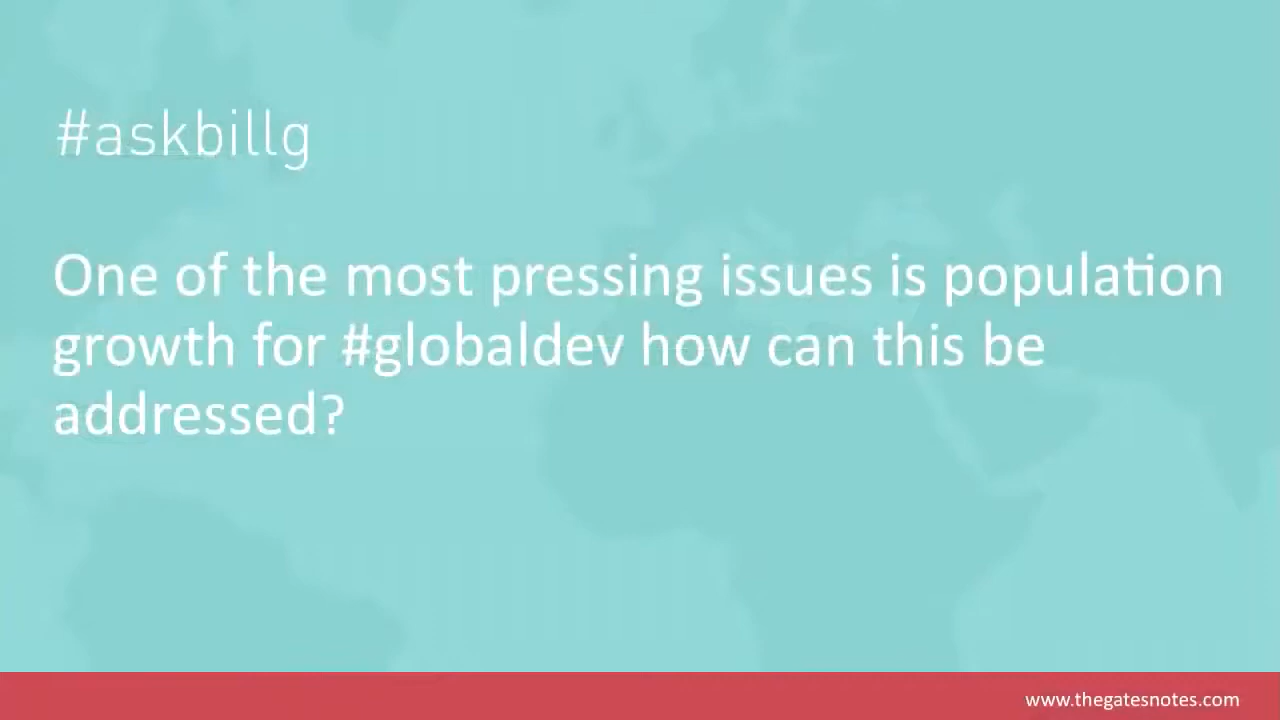 #askbillg
One of the most pressing issues is population
growth for #globaldev how can this be
addressed?
www.thegatesnotes.com